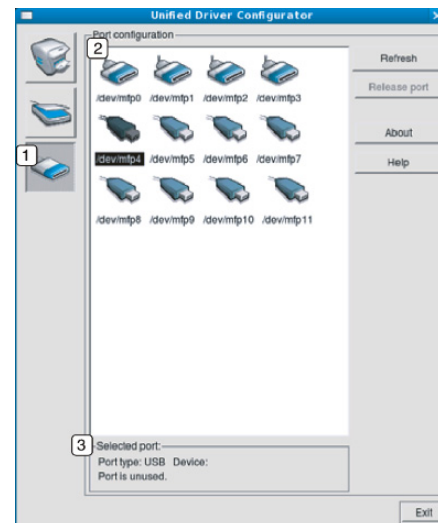 Unified Driver Configurator
Port configuration
2
Refresh
/dev/mfp0 /dev/mfp1 /dev/mfp2 /dev/mfp3
Release port
About
1
/dev/mfp4 /dev/mfp5 /dev/mfp6 /dev/mfp7
Help
/dev/mfp8 /dev/mfp9 /dev/mfp10 /dev/mfp11
3
Selected port:
Port type: USB Device:
Port is unused.
Exit